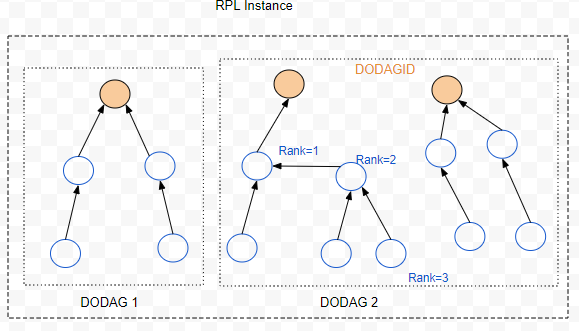 RPL Instance
DODAGID
Rank=1
Rank=2
Rank=3
DODAG 1
DODAG 2